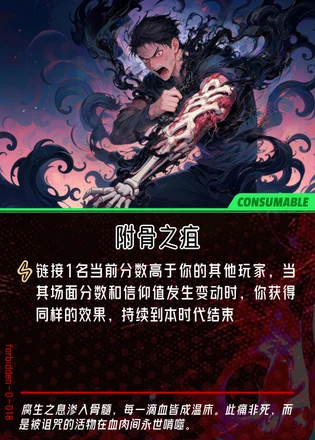 CONSUMABLE
附骨之疽
链接1名当前分数高于你的其他玩家，当
其场面分数和信仰值发生变动时，你获得
同样的效果，持续到本时代结束
forbidden-0-018
腐生之息渗入骨髓，每一滴血皆成温床。此痛非死，而
是被诅咒的活物在血肉间永世啃噬。